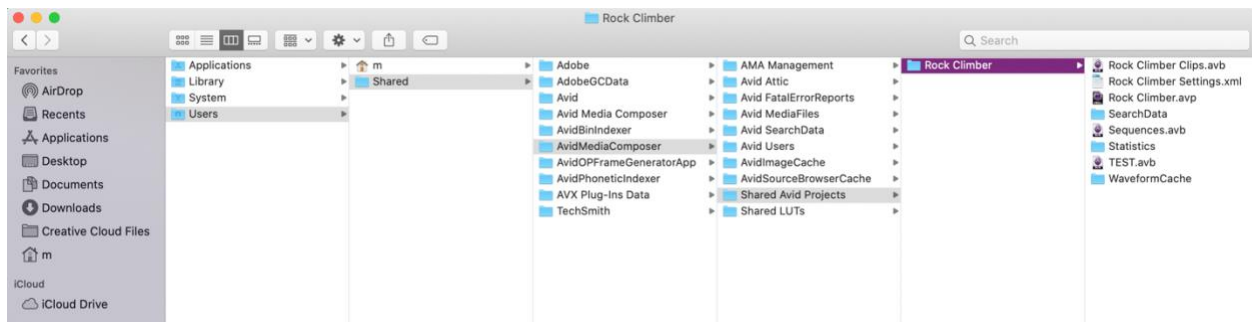 Rock Climber
Search
Favorites
AirDrop
Recents
Applications
Desktop
Documents
Downloads
Creative Cloud Files
m
iCloud
iCloud Drive
Applications
Library
System
Users
m
Shared
Adobe
AdobeGCData
Avid
Avid Media Composer
AvidBinIndexer
AvidMediaComposer
AvidOPFrameGeneratorApp
AvidPhoneticIndexer
AVX Plug-Ins Data
TechSmith
AMA Management
Avid Attic
Avid FatalErrorReports
Avid MediaFiles
Avid SearchData
Avid Users
AvidImageCache
AvidSourceBrowserCache
Shared Avid Projects
Shared LUTs
Rock Climber
Rock Climber Clips.avb
Rock Climber Settings.xml
Rock Climber.avp
SearchData
Sequences.avb
Statistics
TEST.avb
WaveformCache